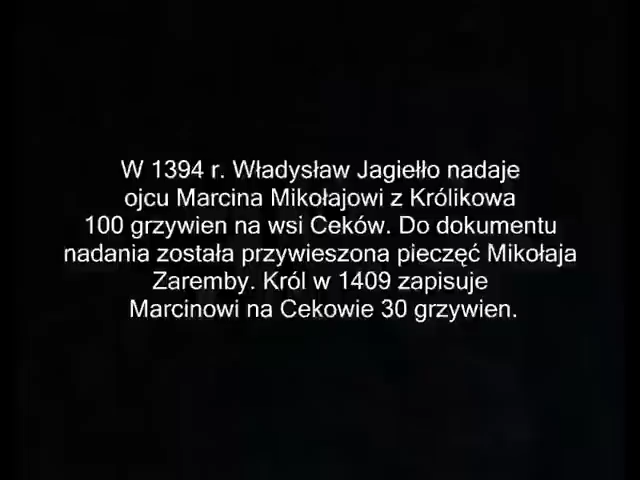 W 1394 r. Władysław Jagiełło nadaje
ojcu Marcina Mikołajowi z Królikowa
100 grzywien na wsi Ceków. Do dokumentu
nadania została przywieszona pieczęć Mikołaja
Zaremby. Król w 1409 zapisuje
Marcinowi na Cekowie 30 grzywien.